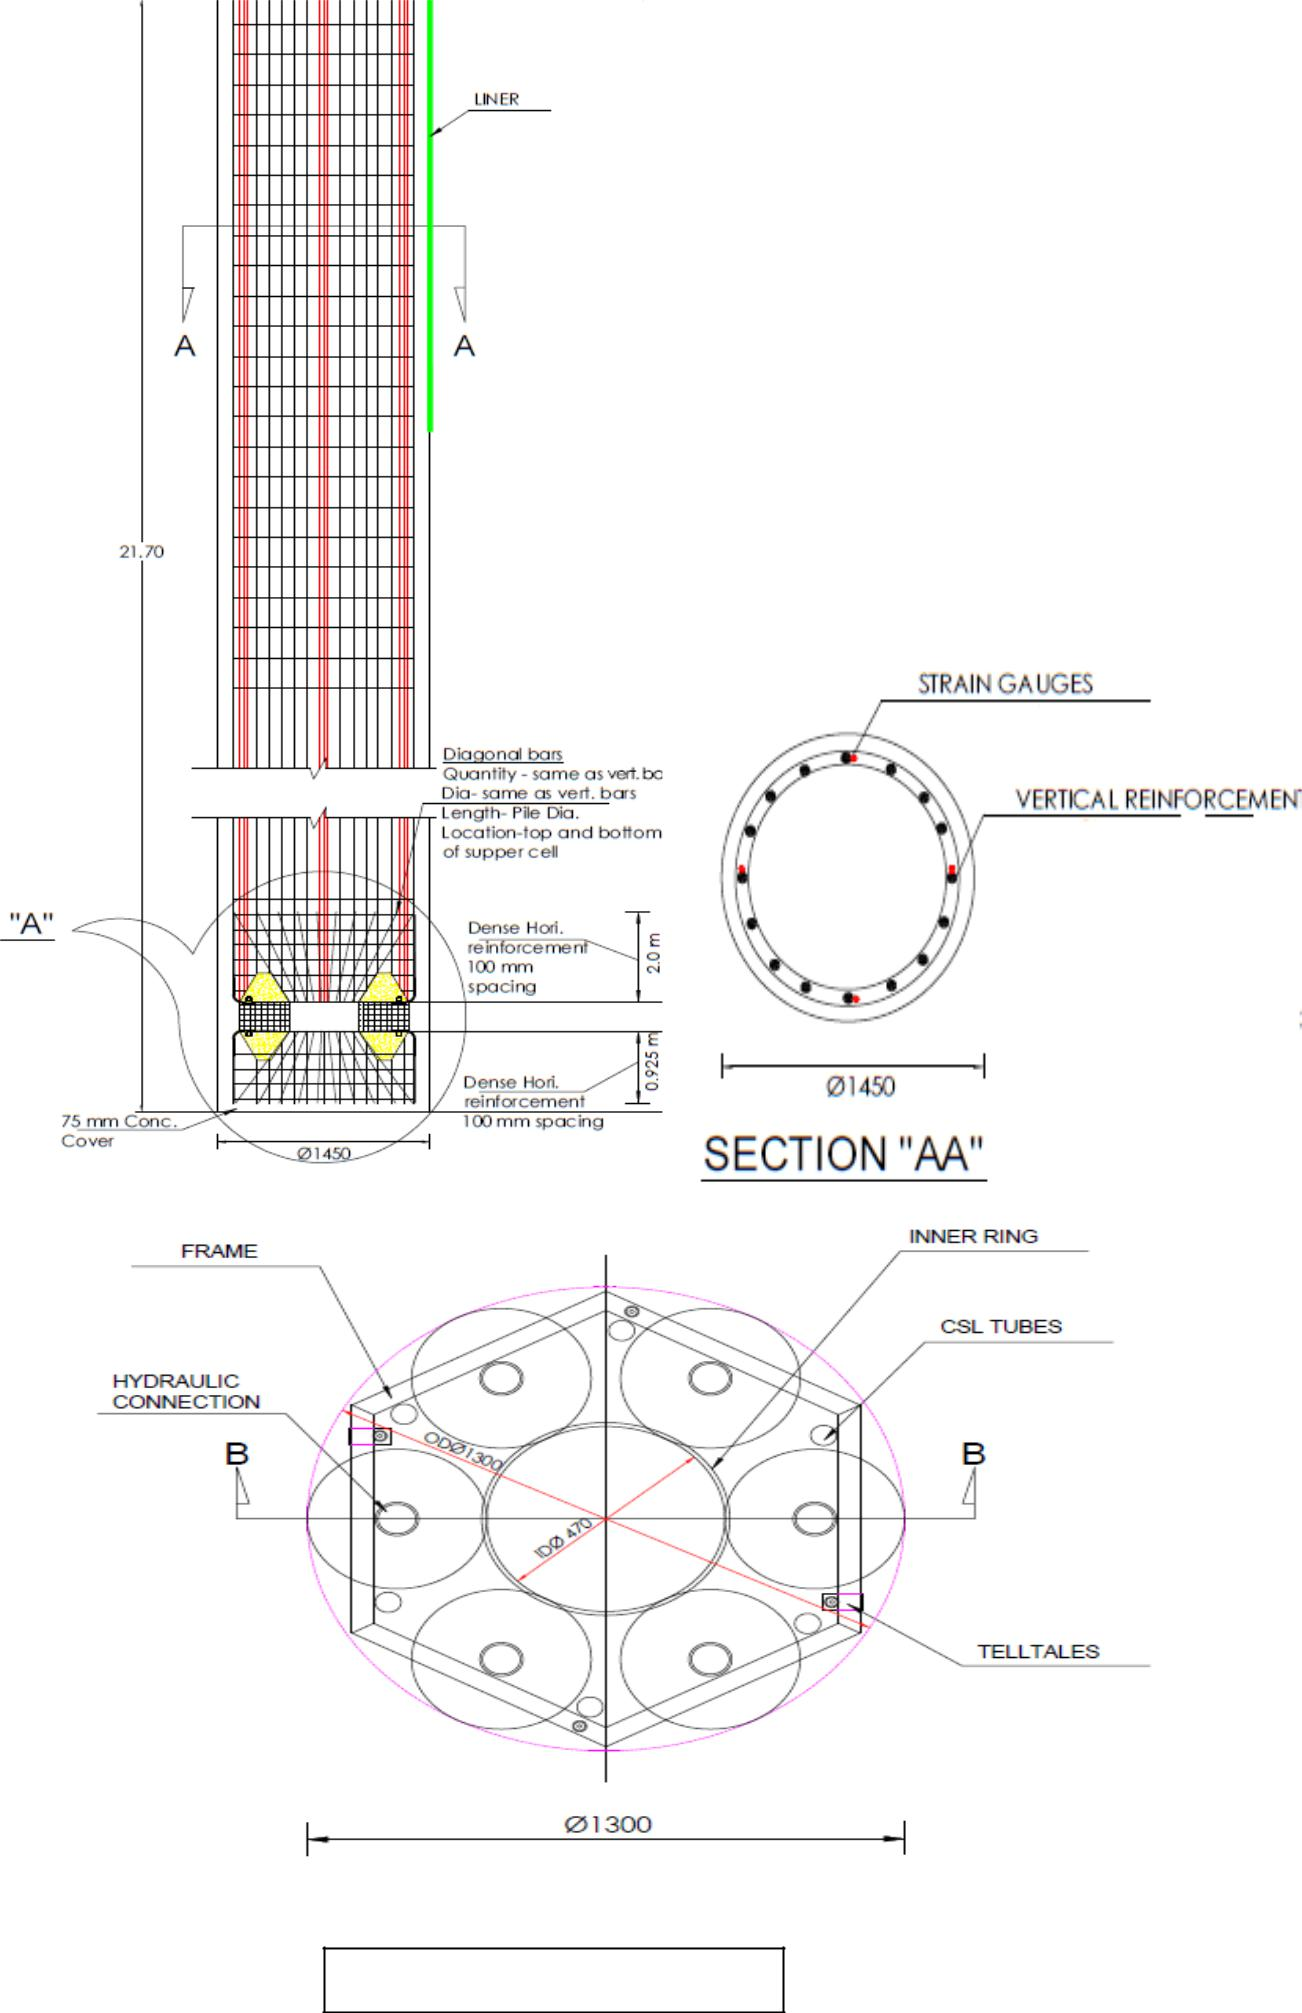 LINER
A
A
21.70
Diagonal bars
Quantity - same as vert.
Dia- same as vert. bars
Length- Pile Dia.
Location-top and bottom
of supper cell
"A"
Dense Hori.
reinforcement
100 mm
spacing
2.0 m
0.925 m
Dense Hori.
reinforcement
100 mm spacing
75 mm Conc.
Cover
Ø1450
STRAIN GAUGES
VERTICAL REINFORCEMENT
Ø1450
SECTION "AA"
FRAME
INNER RING
CSL TUBES
HYDRAULIC
CONNECTION
ODØ1300
B
B
IDØ 470
TELLTALES
Ø1300